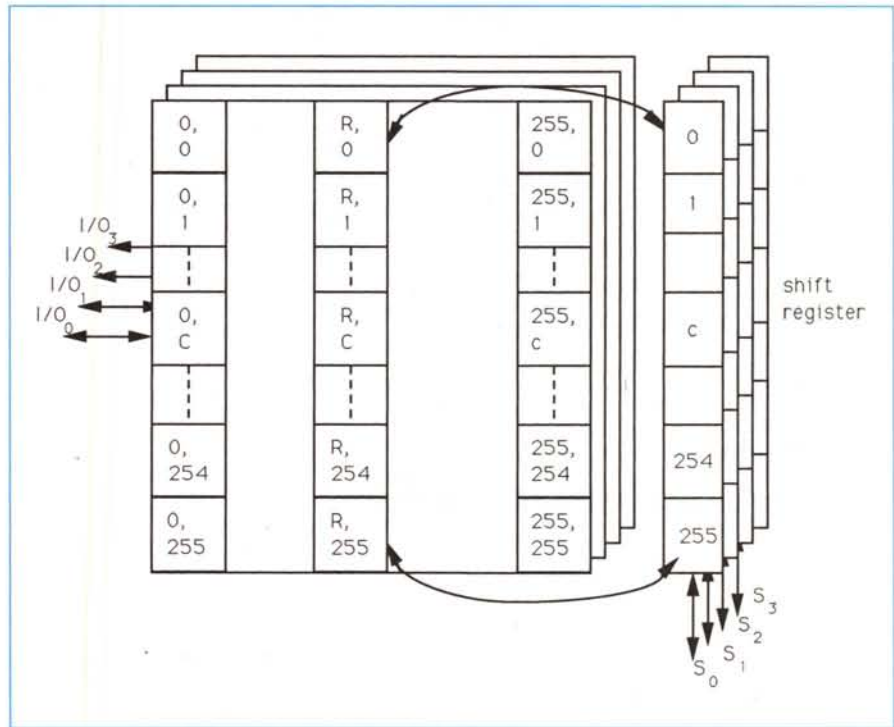 0,
0
R,
0
255,
0
0
0,
1
R,
1
255,
1
1
I/O3
I/O2
I/O1
I/O0
0,
C
R,
C
255,
c
c
shift
register
0,
254
R,
254
255,
254
254
0,
255
R,
255
255,
255
255
S3
S2
S1
S0